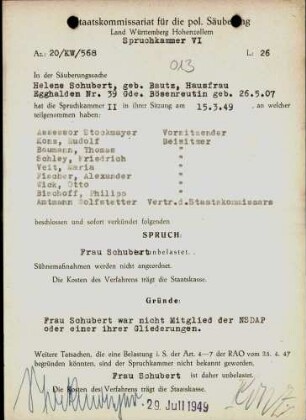 Staatskommissariat für die pol. Säuberung
Land Württemberg Hohenzollern
Spruchkammer VI
Az.: 20/KW/568
L: 26
013
In der Säuberungssache
Helene Schubert, geb. Bautz, Hausfrau
Egghalden Nr. 39 Gde. Bösenreutin geb. 26.5.07
hat die Spruchkammer II in ihrer Sitzung am 15.3.49 , an welcher
teilgenommen haben:
Assessor Stockmayer Vorsitzender
Kons, Rudolf Beisitzer
Baumann, Thomas "
Schley, Friedrich "
Veit, Maria "
Fischer, Alexander "
Wick, Otto "
Bischoff, Philipp "
Amtmann Golfstetter Vertr.d.Staatskommissars
beschlossen und sofort verkündet folgenden
SPRUCH:
Frau Schubert unbelastet.
Sühnemaßnahmen werden nicht angeordnet.
Die Kosten des Verfahrens trägt die Staatskasse.
Gründe:
Frau Schubert war nicht Mitglied der NSDAP
oder einer ihrer Gliederungen.
Weitere Tatsachen, die eine Belastung i. S. der Art. 4—7 der RAO vom 25. 4. 47
begründen könnten, sind der Spruchkammer nicht bekannt geworden.
Frau Schubert ist daher unbelastet.
Die Kosten des Verfahrens trägt die Staatskasse.
29. Juli 1949